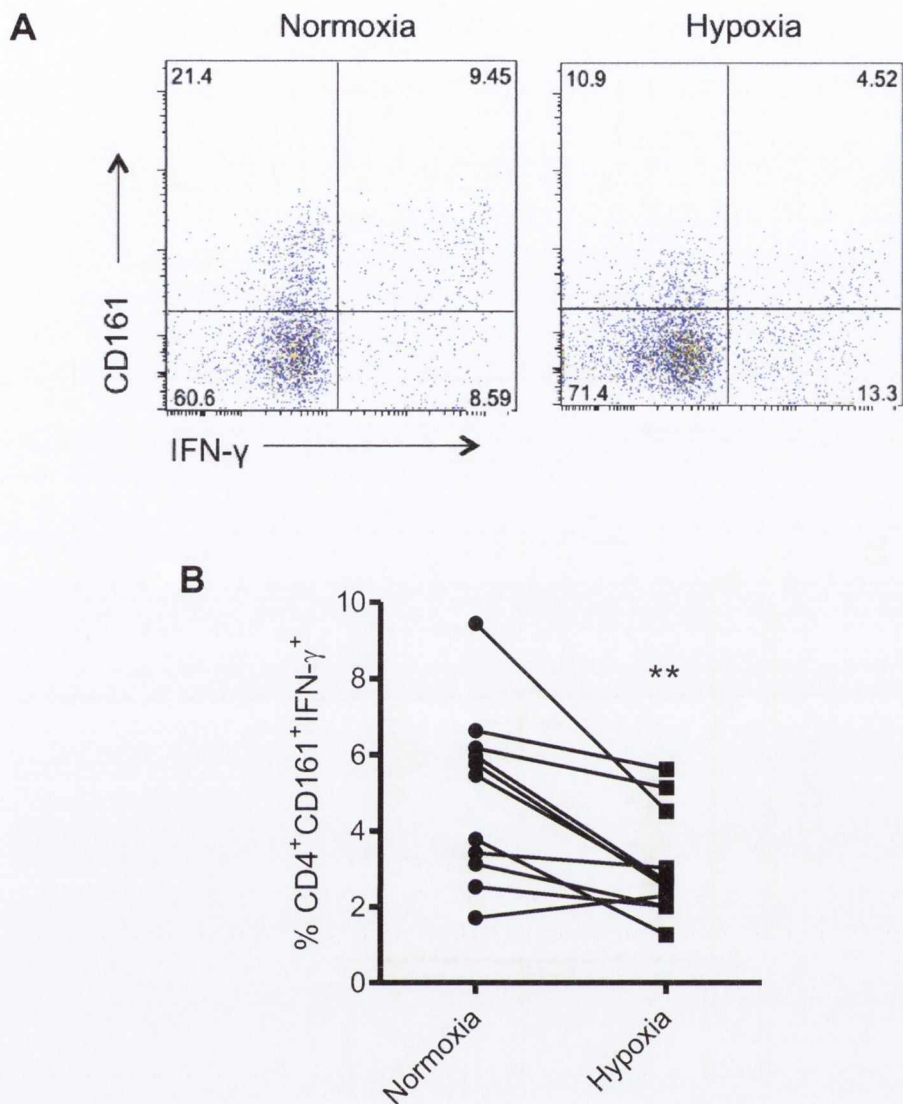 A
Normoxia
Hypoxia
21.4
9.45
10.9
4.52
CD161
60.6
8.59
71.4
13.3
IFN-γ
B
10
8
6
4
2
0
% CD4⁺CD161⁺IFN-γ⁺
**
Normoxia
Hypoxia